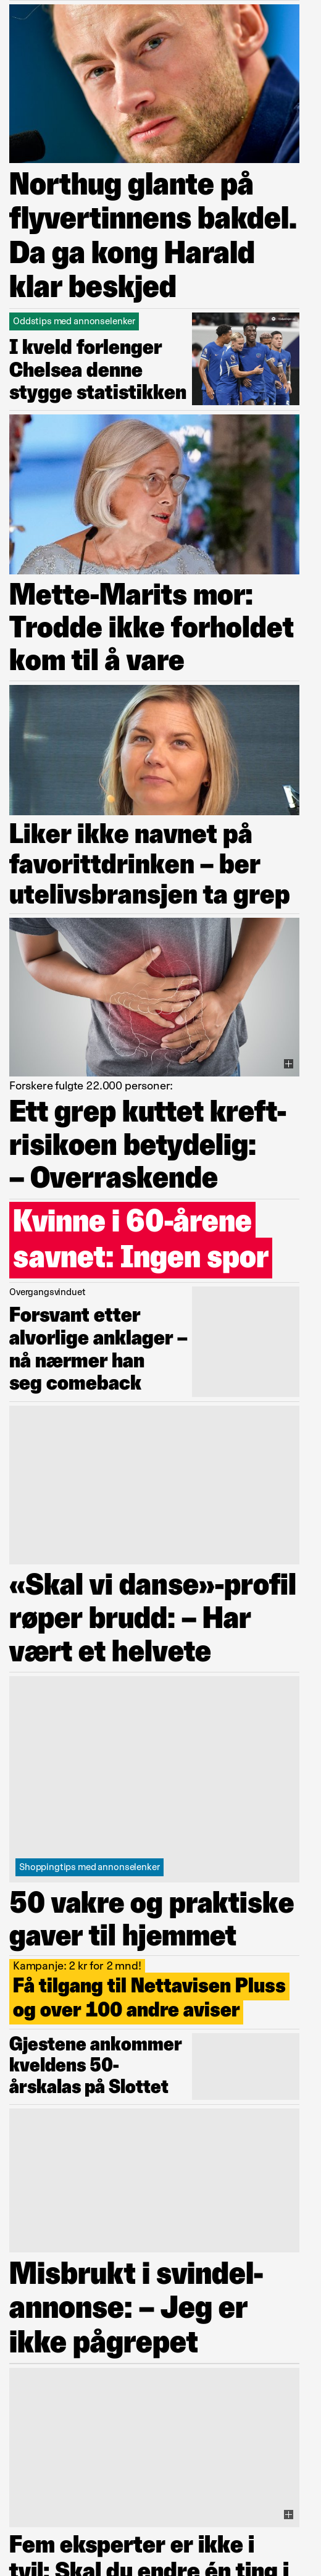 Northug glante på
flyvertinnens bakdel.
Da ga kong Harald
klar beskjed
Oddstips med annonselenker
I kveld forlenger
Chelsea denne
stygge statistikken
Mette-Marits mor:
Trodde ikke forholdet
kom til å vare
Liker ikke navnet på
favorittdrinken – ber
utelivsbransjen ta grep
Forskere fulgte 22.000 personer:
Ett grep kuttet kreft-
risikoen betydelig:
– Overraskende
Kvinne i 60-årene
savnet: Ingen spor
Overgangsvinduet
Forsvant etter
alvorlige anklager –
nå nærmer han
seg comeback
«Skal vi danse»-profil
røper brudd: – Har
vært et helvete
Shoppingtips med annonselenker
50 vakre og praktiske
gaver til hjemmet
Kampanje: 2 kr for 2 mnd!
Få tilgang til Nettavisen Pluss
og over 100 andre aviser
Gjestene ankommer
kveldens 50-
årskalas på Slottet
Misbrukt i svindel-
annonse: – Jeg er
ikke pågrepet
Fem eksperter er ikke i
tvil: Skal du endre én ting i